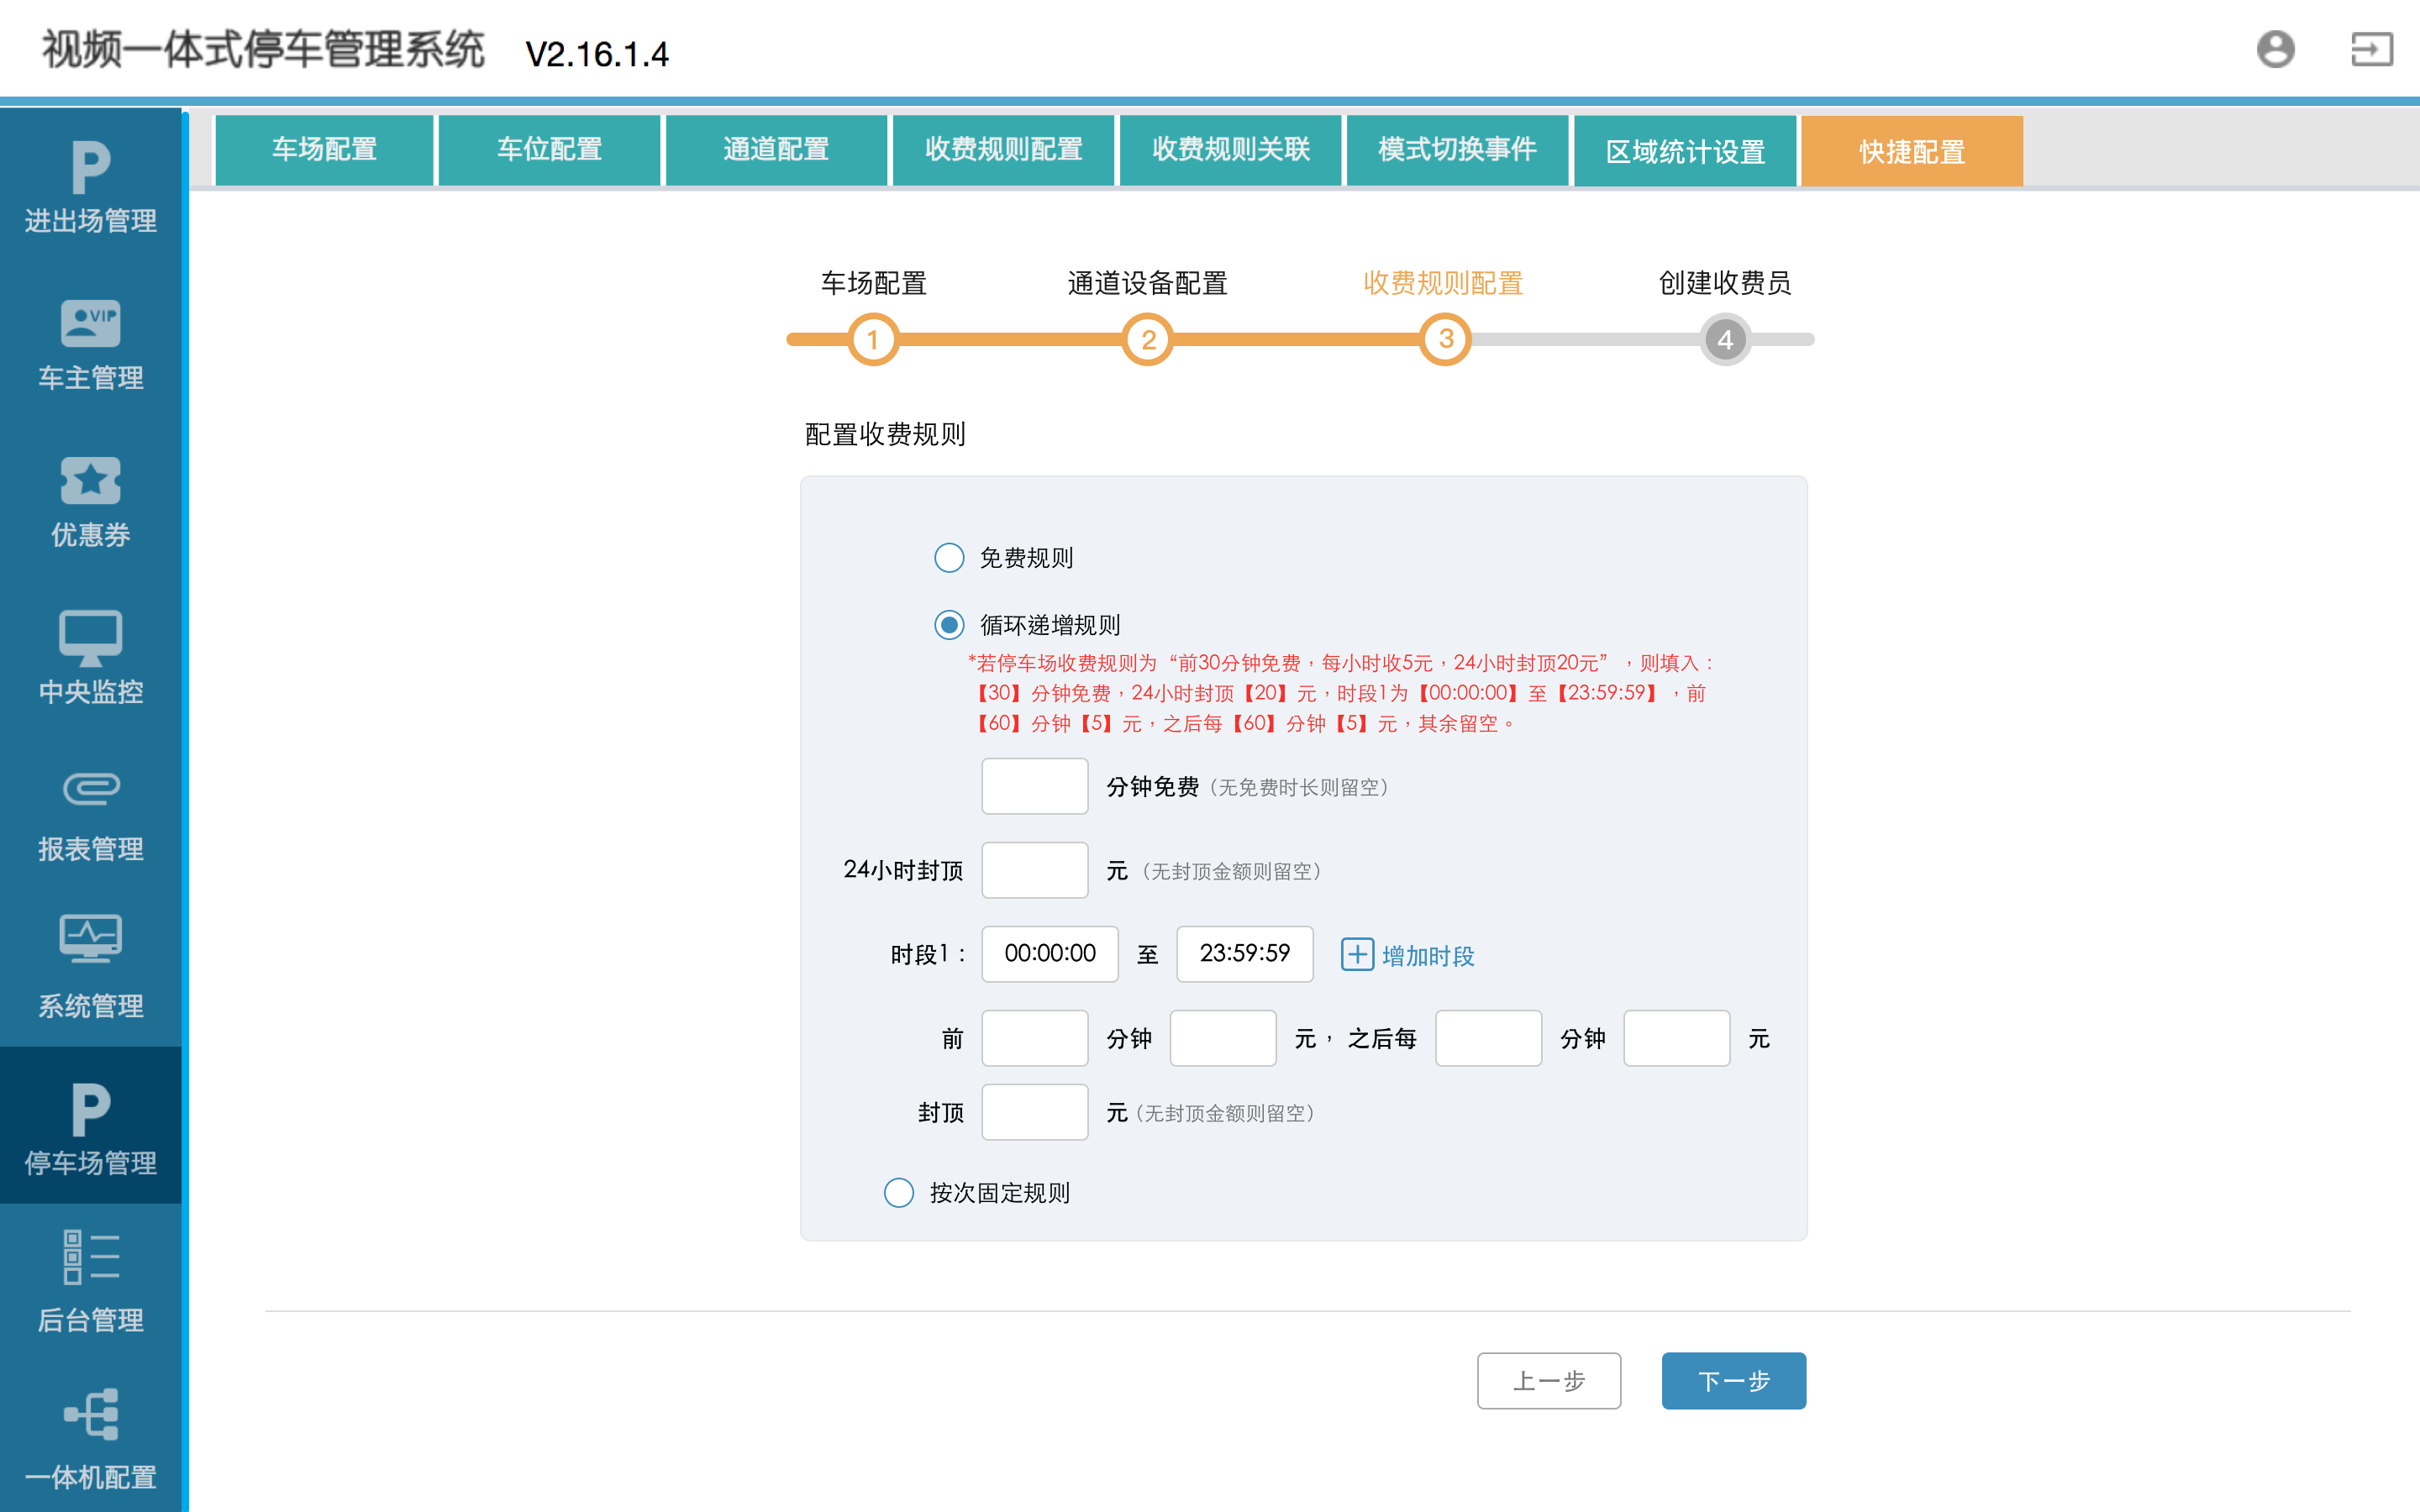 视频一体式停车管理系统 V2.16.1.4
车场配置 车位配置 通道配置 收费规则配置 收费规则关联 模式切换事件 区域统计设置 快捷配置
进出场管理
VIP
车主管理
优惠券
中央监控
报表管理
系统管理
停车场管理
后台管理
一体机配置
车场配置 通道设备配置 收费规则配置 创建收费员
1 2 3 4
配置收费规则
免费规则
循环递增规则
*若停车场收费规则为“前30分钟免费，每小时收5元，24小时封顶20元”，则填入：
【30】分钟免费，24小时封顶【20】元，时段1为【00:00:00】至【23:59:59】，前
【60】分钟【5】元，之后每【60】分钟【5】元，其余留空。
分钟免费（无免费时长则留空）
24小时封顶 元（无封顶金额则留空）
时段1： 00:00:00 至 23:59:59 增加时段
前 分钟 元，之后每 分钟 元
封顶 元（无封顶金额则留空）
按次固定规则
上一步 下一步